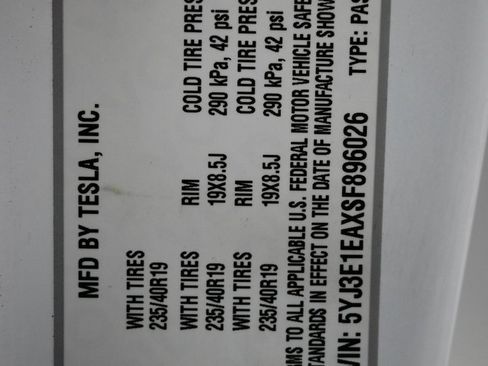 MFD BY TESLA, INC.
WITH TIRES
235/40R19
WITH TIRES RIM COLD TIRE PRES
235/40R19 19X8.5J 290 kPa, 42 psi
WITH TIRES RIM COLD TIRE PRES
235/40R19 19X8.5J 290 kPa, 42 psi
RMS TO ALL APPLICABLE U.S. FEDERAL MOTOR VEHICLE SAFE
TANDARDS IN EFFECT ON THE DATE OF MANUFACTURE SHOW
VIN: 5YJ3E1EAXSF896026 TYPE: PAS